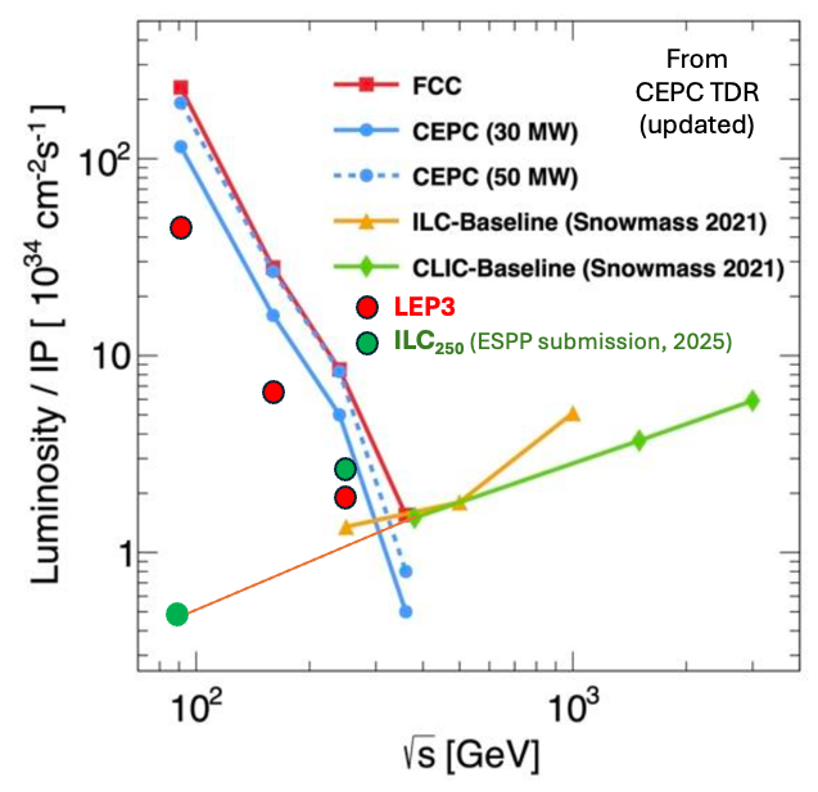 From
CEPC TDR
(updated)
FCC
CEPC (30 MW)
CEPC (50 MW)
ILC-Baseline (Snowmass 2021)
CLIC-Baseline (Snowmass 2021)
LEP3
ILC₂₅₀ (ESPP submission, 2025)
Luminosity / IP [ 10³⁴ cm⁻²s⁻¹ ]
10²
10
1
10²
10³
√s [GeV]